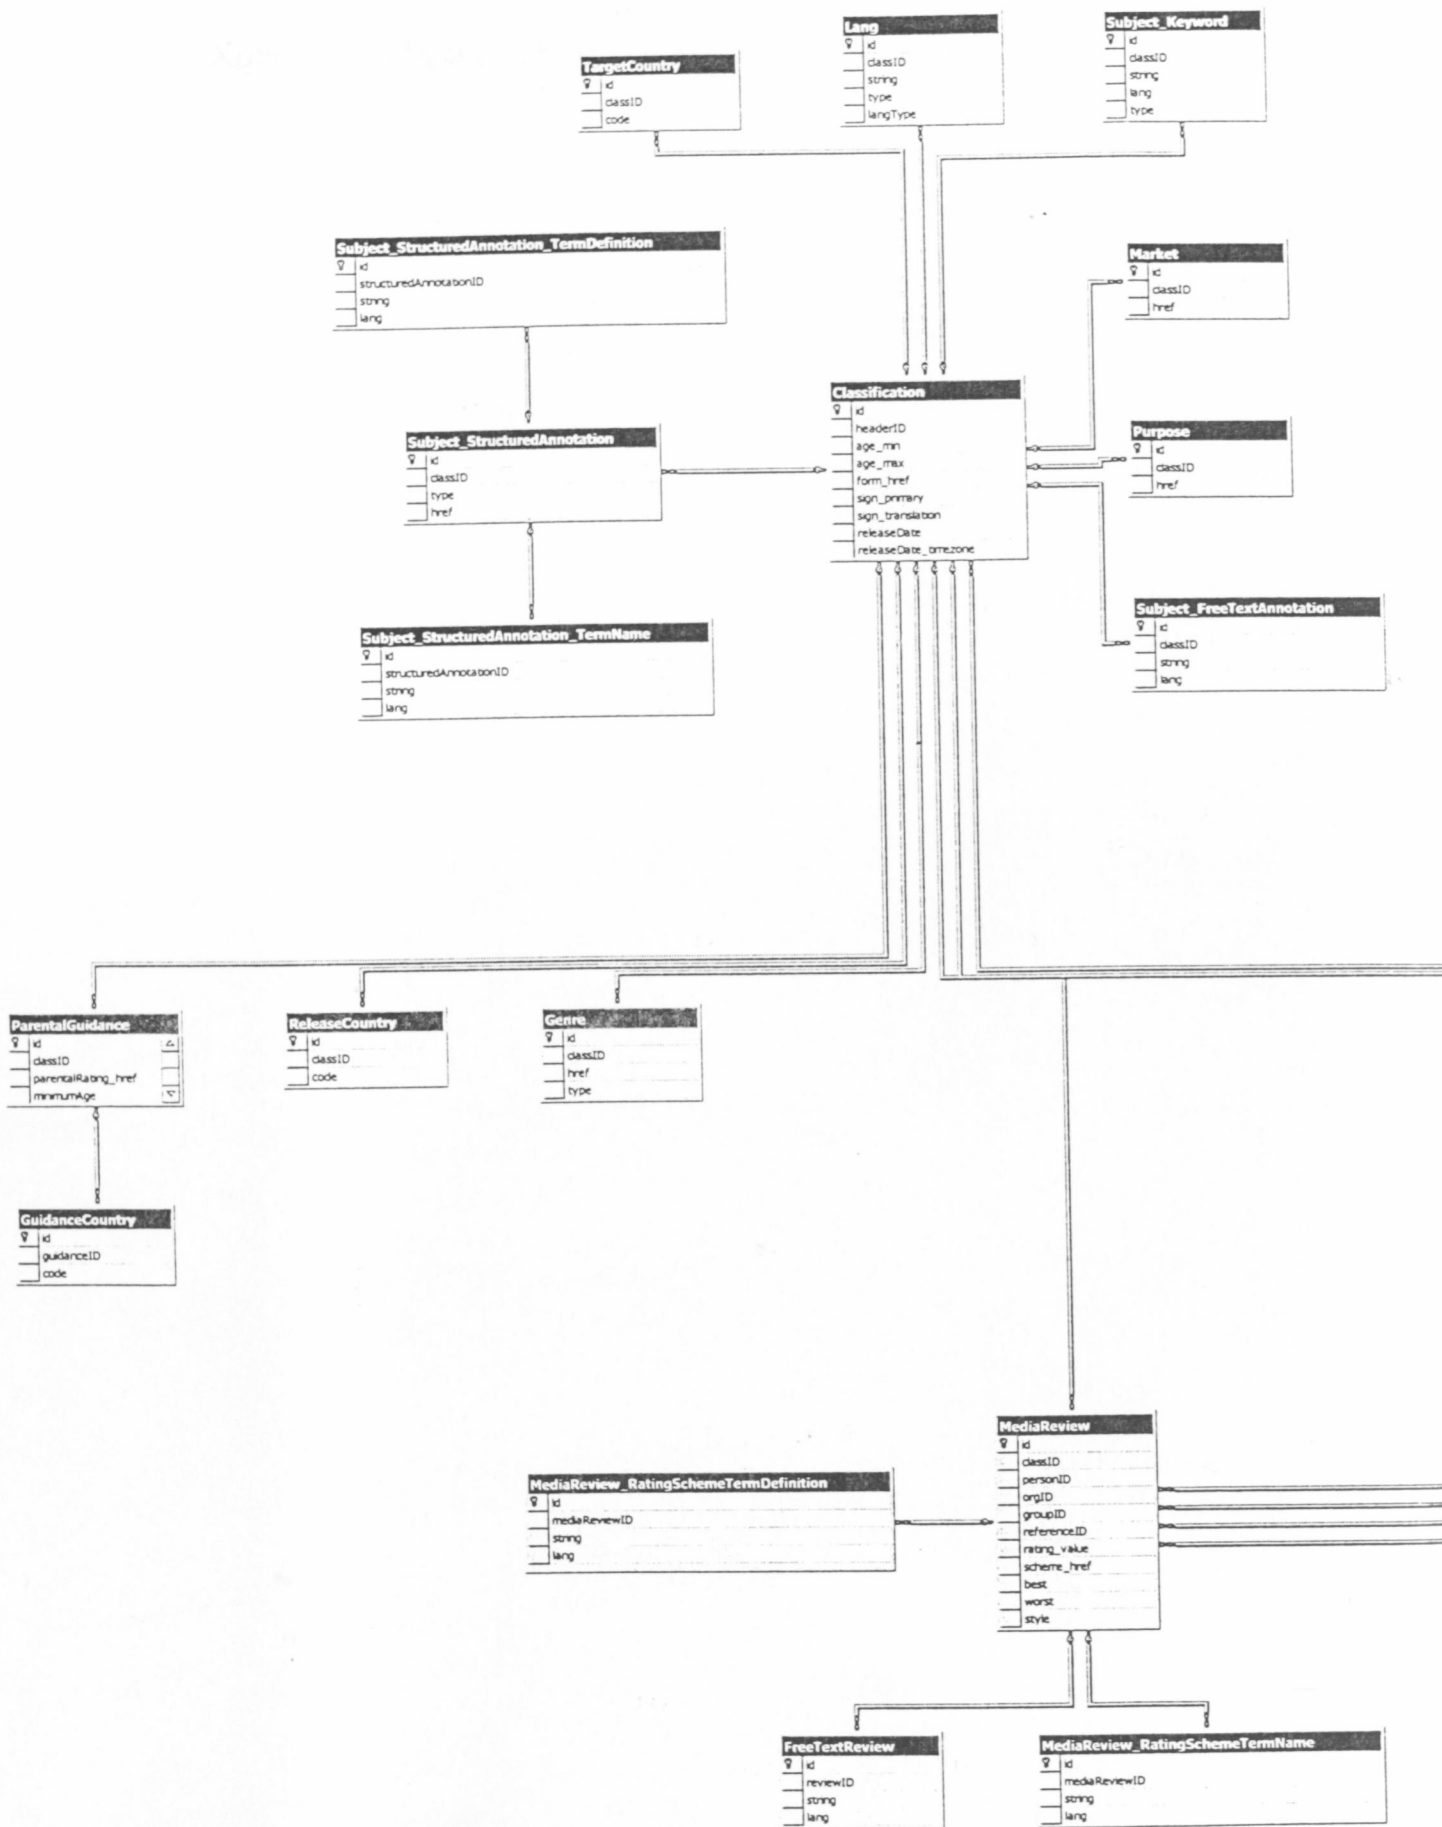 Lang
id
classID
string
type
langType
Subject_Keyword
id
classID
string
lang
type
TargetCountry
id
classID
code
Subject_StructuredAnnotation_TermDefinition
id
structuredAnnotationID
string
lang
Market
id
classID
href
Classification
id
headerID
age_min
age_max
form_href
sign_primary
sign_translation
releaseDate
releaseDate_timezone
Subject_StructuredAnnotation
id
classID
type
href
Purpose
id
classID
href
Subject_FreeTextAnnotation
id
classID
string
lang
Subject_StructuredAnnotation_TermName
id
structuredAnnotationID
string
lang
ParentalGuidance
id
classID
parentalRating_href
minimumAge
ReleaseCountry
id
classID
code
Genre
id
classID
href
type
GuidanceCountry
id
guidanceID
code
MediaReview
id
classID
personID
orgID
groupID
referenceID
rating_value
scheme_href
best
worst
style
MediaReview_RatingSchemeTermDefinition
id
mediaReviewID
string
lang
FreeTextReview
id
reviewID
string
lang
MediaReview_RatingSchemeTermName
id
mediaReviewID
string
lang